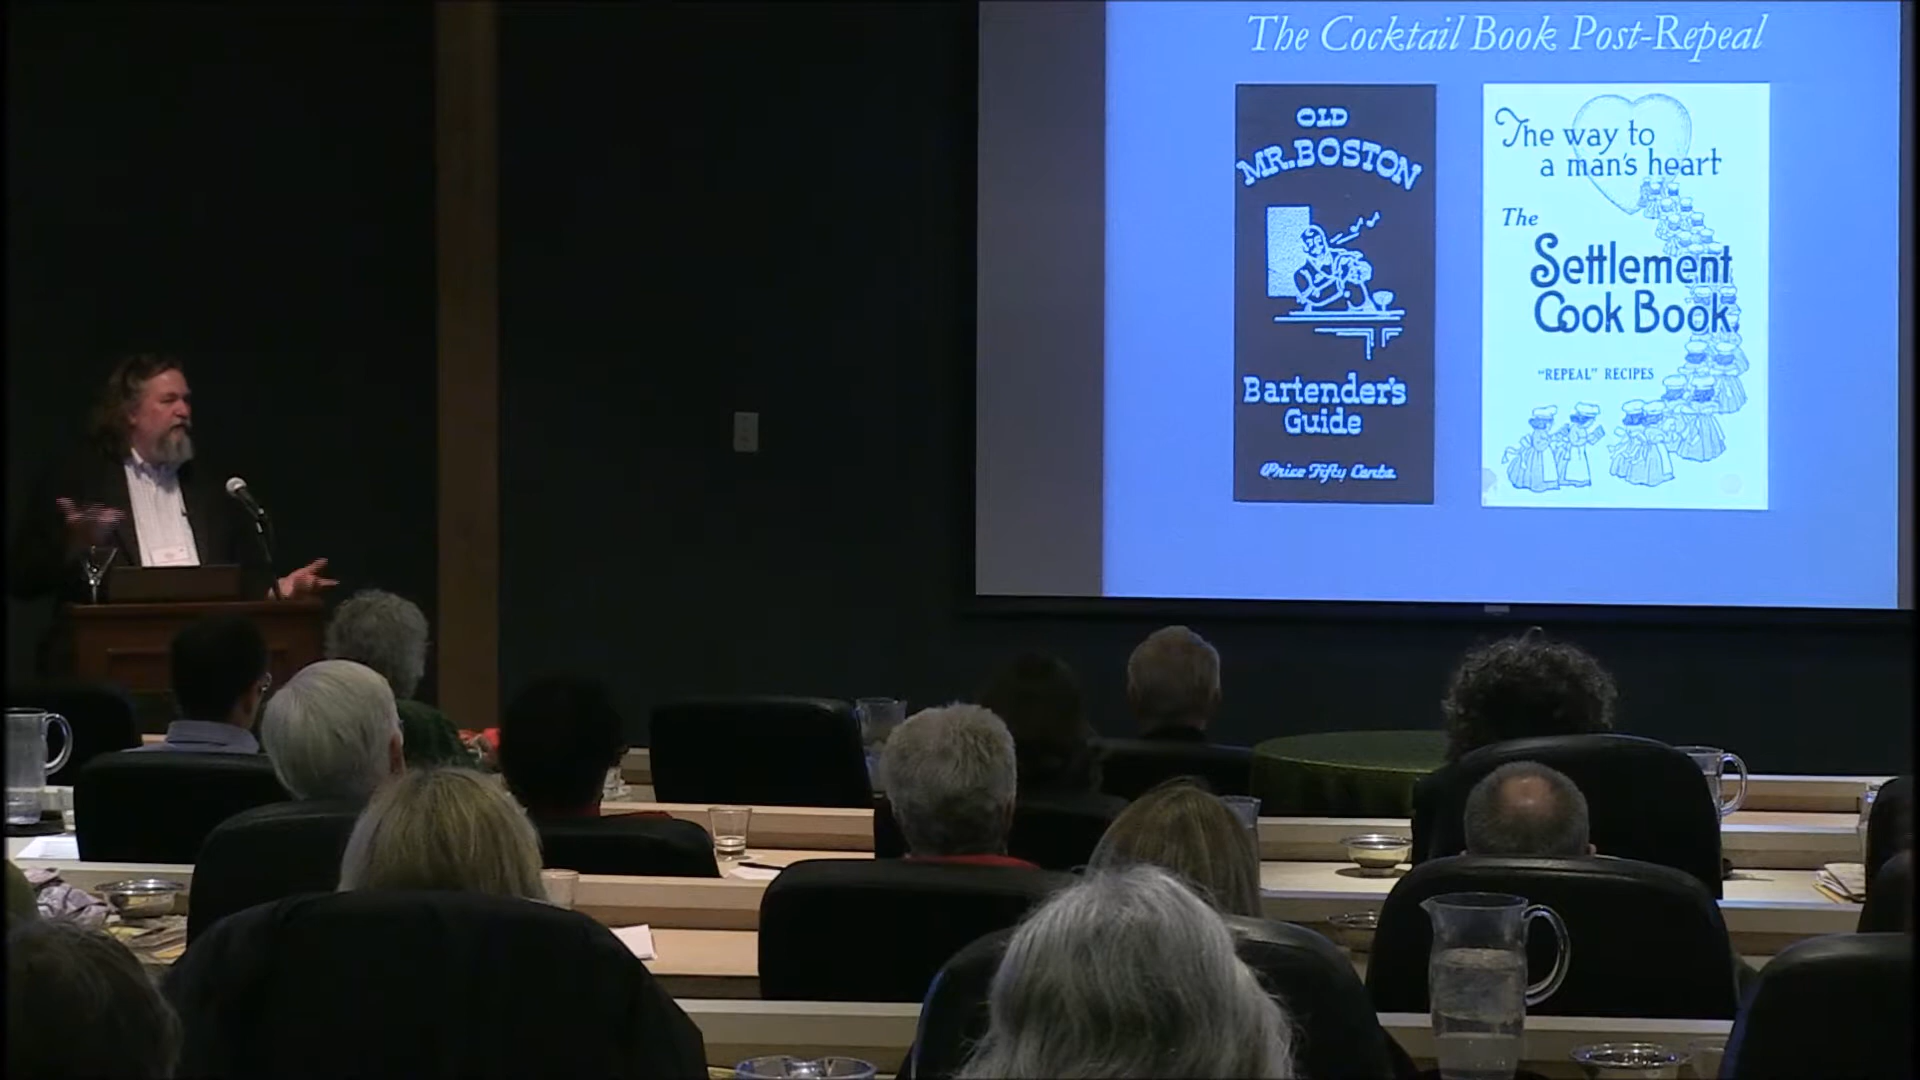 The Cocktail Book Post-Repeal
OLD
MR. BOSTON
Bartender's
Guide
Price Fifty Cents
The way to
a man's heart
The
Settlement
Cook Book
"REPEAL" RECIPES